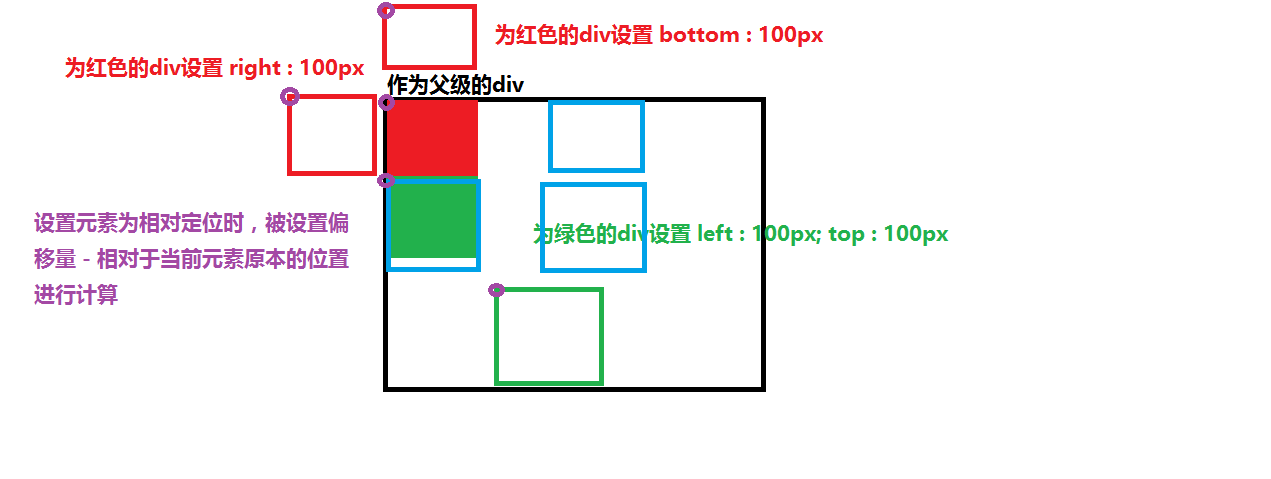 为红色的div设置 bottom : 100px
为红色的div设置 right : 100px
作为父级的div
设置元素为相对定位时，被设置偏
移量 - 相对于当前元素原本的位置
进行计算
为绿色的div设置 left : 100px; top : 100px